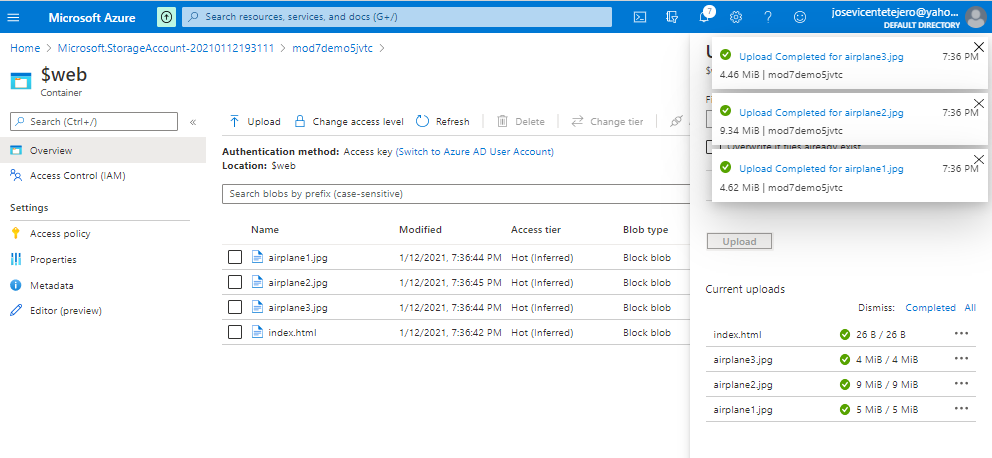 Microsoft Azure
Search resources, services, and docs (G+/)
7
josevicentetejero@yaho...
DEFAULT DIRECTORY
Home > Microsoft.StorageAccount-20210112193111 > mod7demo5jvtc >
$web
Container
Search (Ctrl+/)
«
Overview
Access Control (IAM)
Settings
Access policy
Properties
Metadata
Editor (preview)
Upload
Change access level
Refresh
Delete
Change tier
Authentication method: Access key (Switch to Azure AD User Account)
Location: $web
Search blobs by prefix (case-sensitive)
Name Modified Access tier Blob type
airplane1.jpg 1/12/2021, 7:36:44 PM Hot (Inferred) Block blob
airplane2.jpg 1/12/2021, 7:36:45 PM Hot (Inferred) Block blob
airplane3.jpg 1/12/2021, 7:36:44 PM Hot (Inferred) Block blob
index.html 1/12/2021, 7:36:42 PM Hot (Inferred) Block blob
Upload Completed for airplane3.jpg 7:36 PM
4.46 MiB | mod7demo5jvtc
Upload Completed for airplane2.jpg 7:36 PM
9.34 MiB | mod7demo5jvtc
Overwrite if files already exist
Upload Completed for airplane1.jpg 7:36 PM
4.62 MiB | mod7demo5jvtc
Upload
Current uploads
Dismiss: Completed All
index.html 26 B / 26 B ...
airplane3.jpg 4 MiB / 4 MiB ...
airplane2.jpg 9 MiB / 9 MiB ...
airplane1.jpg 5 MiB / 5 MiB ...